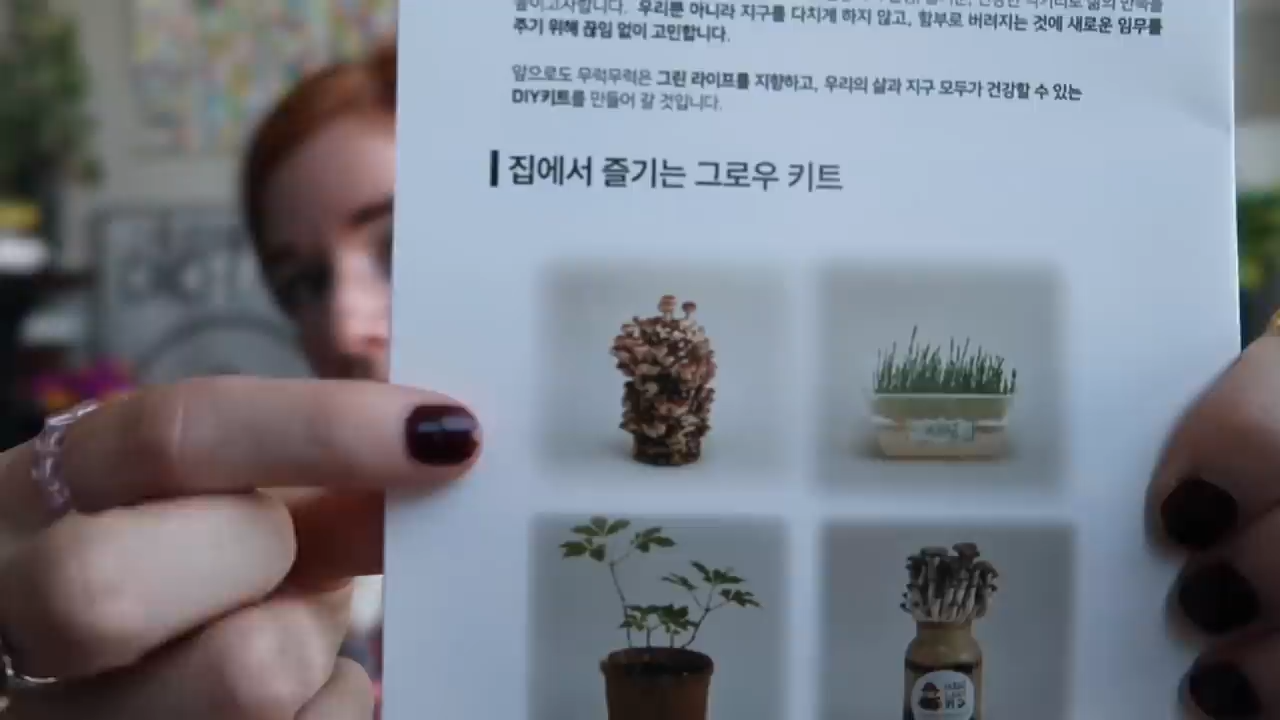 우리뿐 아니라 지구를 다치게 하지 않고, 함부로 버려지는 것에 새로운 임무를
주기 위해 끊임 없이 고민합니다.
앞으로도 무럭무럭은 그린 라이프를 지향하고, 우리의 삶과 지구 모두가 건강할 수 있는
DIY키트를 만들어 갈 것입니다.
집에서 즐기는 그로우 키트